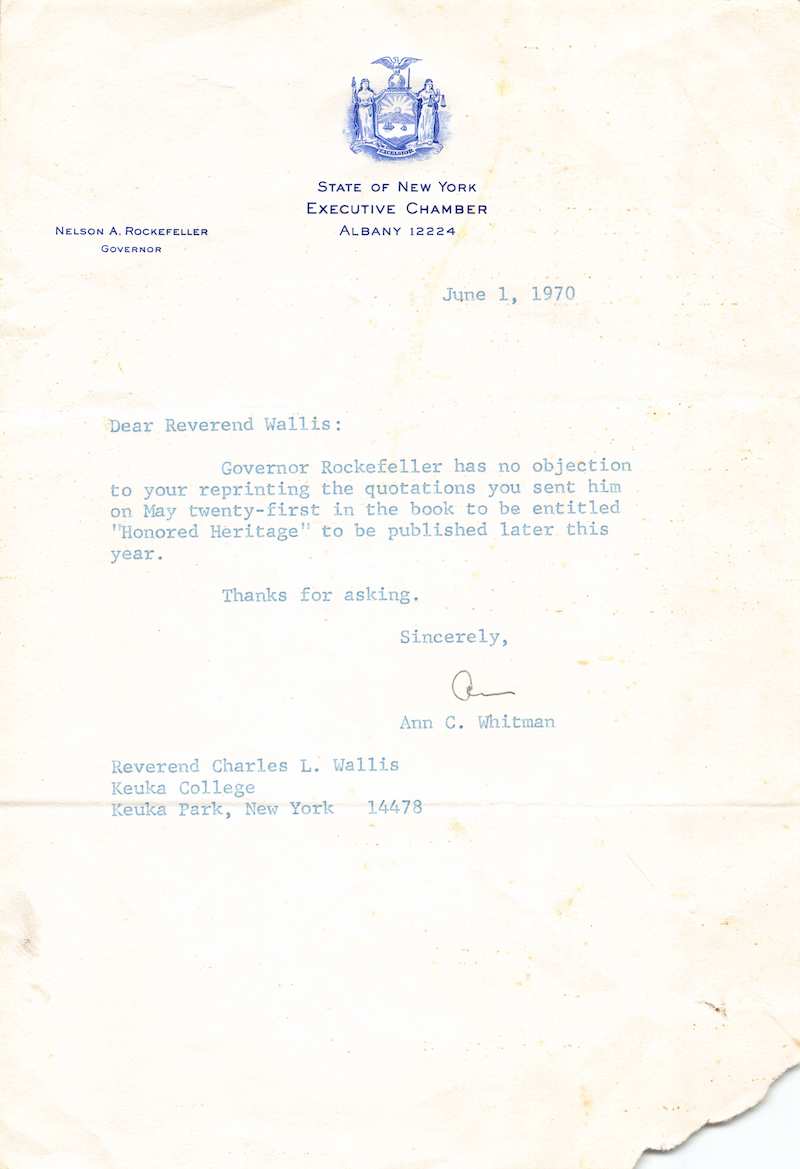 EXCELSIOR
STATE OF NEW YORK
EXECUTIVE CHAMBER
ALBANY 12224
NELSON A. ROCKEFELLER
GOVERNOR
June 1, 1970
Dear Reverend Wallis:
Governor Rockefeller has no objection
to your reprinting the quotations you sent him
on May twenty-first in the book to be entitled
"Honored Heritage" to be published later this
year.
Thanks for asking.
Sincerely,
Ann
Ann C. Whitman
Reverend Charles L. Wallis
Keuka College
Keuka Park, New York 14478